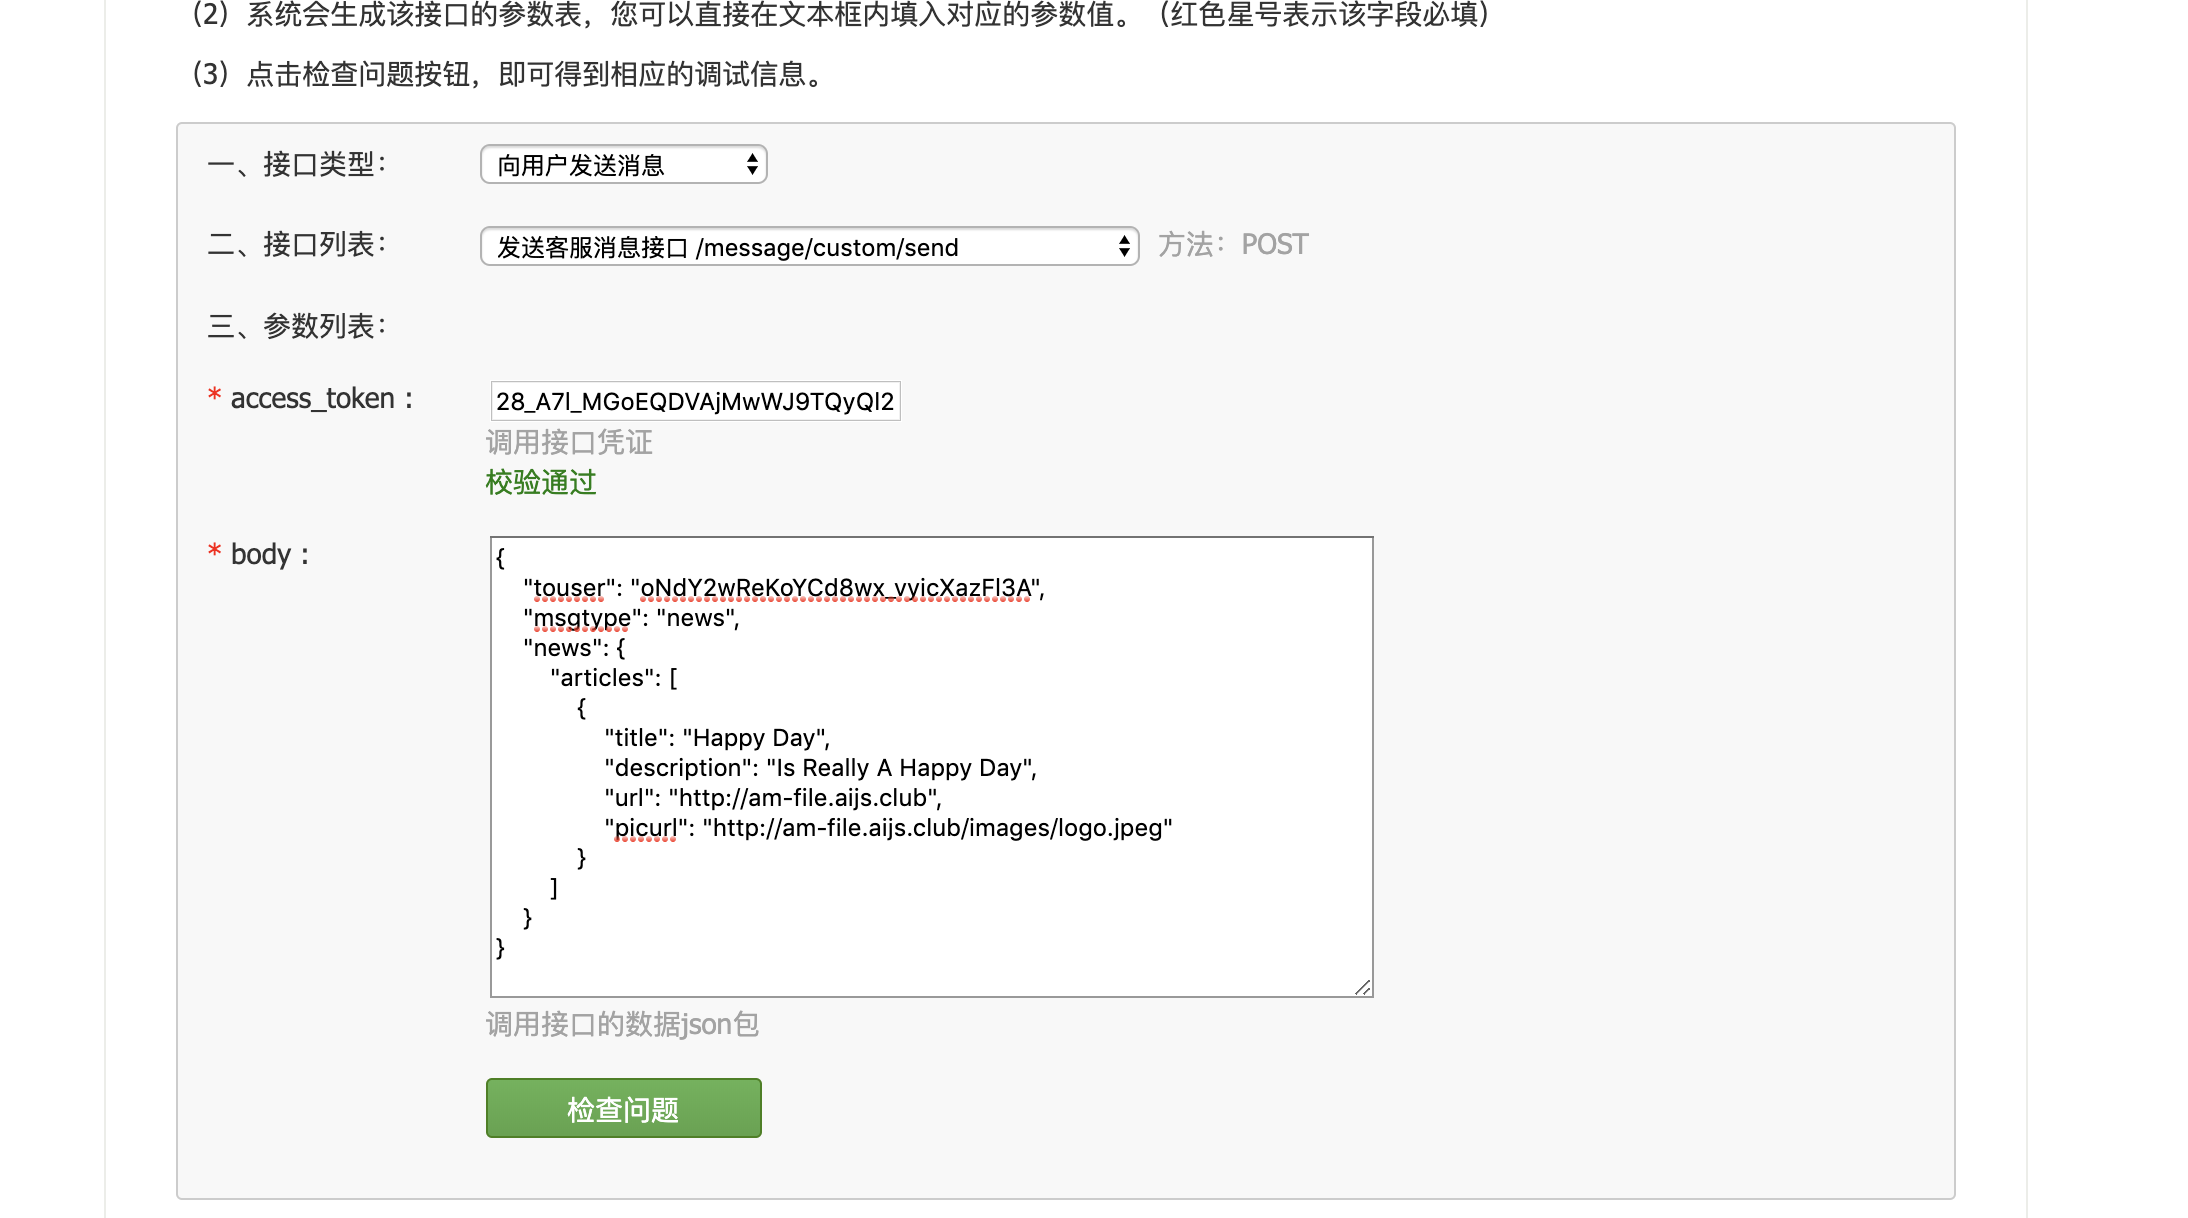 （2）系统会生成该接口的参数表，您可以直接在文本框内填入对应的参数值。（红色星号表示该字段必填）
（3）点击检查问题按钮，即可得到相应的调试信息。
一、接口类型： 向用户发送消息
二、接口列表： 发送客服消息接口 /message/custom/send 方法：POST
三、参数列表：
* access_token : 28_A7l_MGoEQDVAjMwWJ9TQyQl2
调用接口凭证
校验通过
* body :
{
"touser": "oNdY2wReKoYCd8wx_vyicXazFl3A",
"msgtype": "news",
"news": {
"articles": [
{
"title": "Happy Day",
"description": "Is Really A Happy Day",
"url": "http://am-file.aijs.club",
"picurl": "http://am-file.aijs.club/images/logo.jpeg"
}
]
}
}
调用接口的数据json包
检查问题